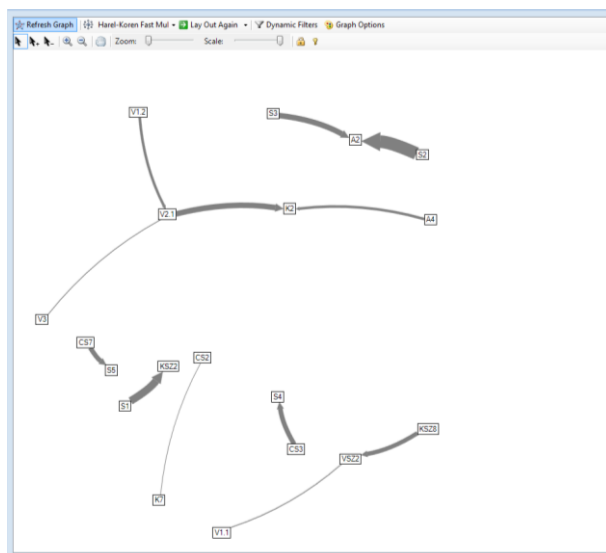 Refresh Graph Harel-Koren Fast Mul Lay Out Again Dynamic Filters Graph Options
Zoom: Scale:
V1.2
S3
A2
S2
V2.1
K2
A4
V3
CS7
CS2
KSZ2
S5
S1
S4
KSZ8
CS3
VSZ2
K7
V1.1